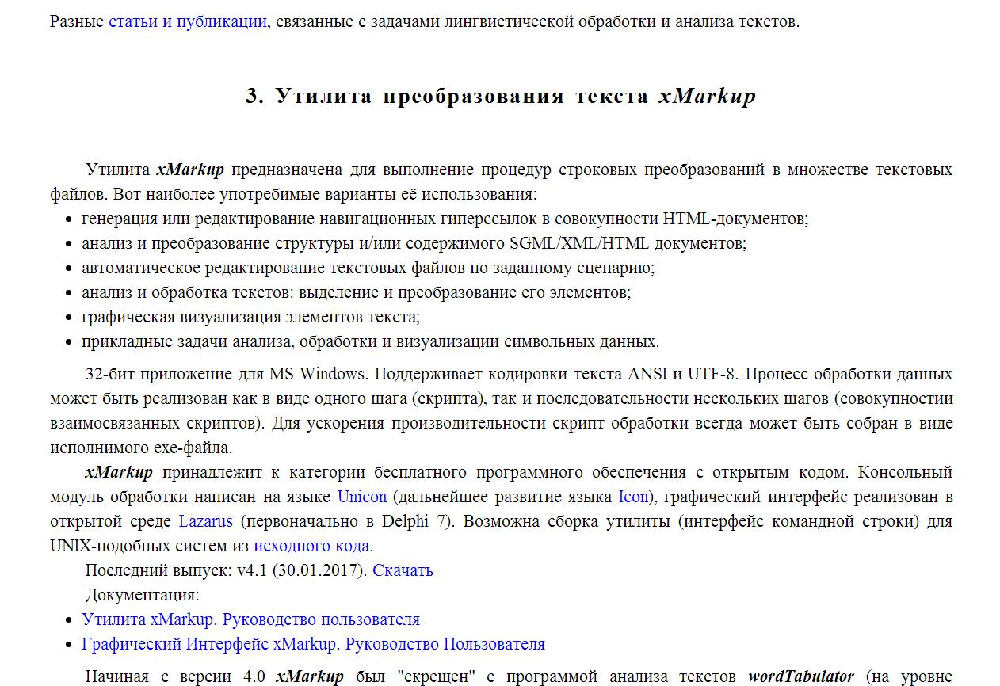 Разные статьи и публикации, связанные с задачами лингвистической обработки и анализа текстов.
3. Утилита преобразования текста xMarkup
Утилита xMarkup предназначена для выполнение процедур строковых преобразований в множестве текстовых
файлов. Вот наиболее употребимые варианты её использования:
• генерация или редактирование навигационных гиперссылок в совокупности HTML-документов;
• анализ и преобразование структуры и/или содержимого SGML/XML/HTML документов;
• автоматическое редактирование текстовых файлов по заданному сценарию;
• анализ и обработка текстов: выделение и преобразование его элементов;
• графическая визуализация элементов текста;
• прикладные задачи анализа, обработки и визуализации символьных данных.
32-бит приложение для MS Windows. Поддерживает кодировки текста ANSI и UTF-8. Процесс обработки данных
может быть реализован как в виде одного шага (скрипта), так и последовательности нескольких шагов (совокупностии
взаимосвязанных скриптов). Для ускорения производительности скрипт обработки всегда может быть собран в виде
исполнимого exe-файла.
xMarkup принадлежит к категории бесплатного программного обеспечения с открытым кодом. Консольный
модуль обработки написан на языке Unicon (дальнейшее развитие языка Icon), графический интерфейс реализован в
открытой среде Lazarus (первоначально в Delphi 7). Возможна сборка утилиты (интерфейс командной строки) для
UNIX-подобных систем из исходного кода.
Последний выпуск: v4.1 (30.01.2017). Скачать
Документация:
• Утилита xMarkup. Руководство пользователя
• Графический Интерфейс xMarkup. Руководство Пользователя
Начиная с версии 4.0 xMarkup был "скрещен" с программой анализа текстов wordTabulator (на уровне